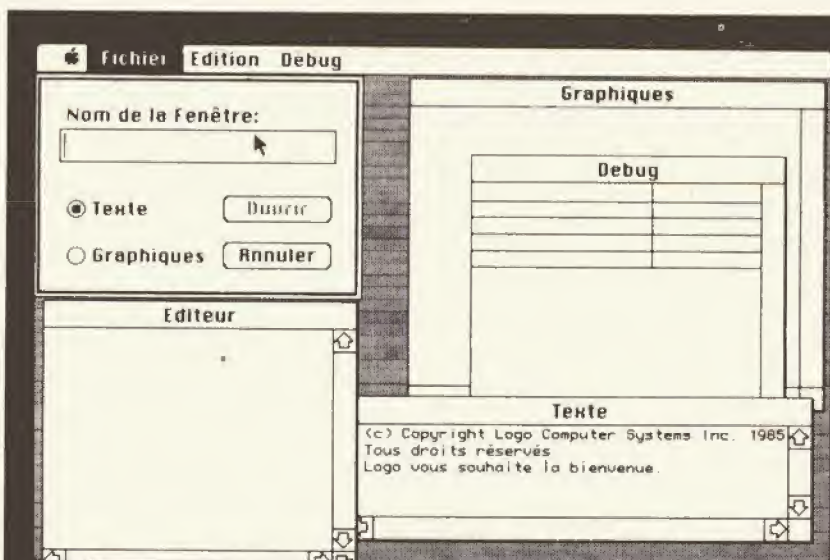 Fichier Edition Debug
Nom de la Fenêtre:
Texte
Ouvrir
Graphiques
Annuler
Graphiques
Debug
Editeur
Texte
(c) Copyright Logo Computer Systems Inc. 1985
Tous droits réservés
Logo vous souhaite la bienvenue.